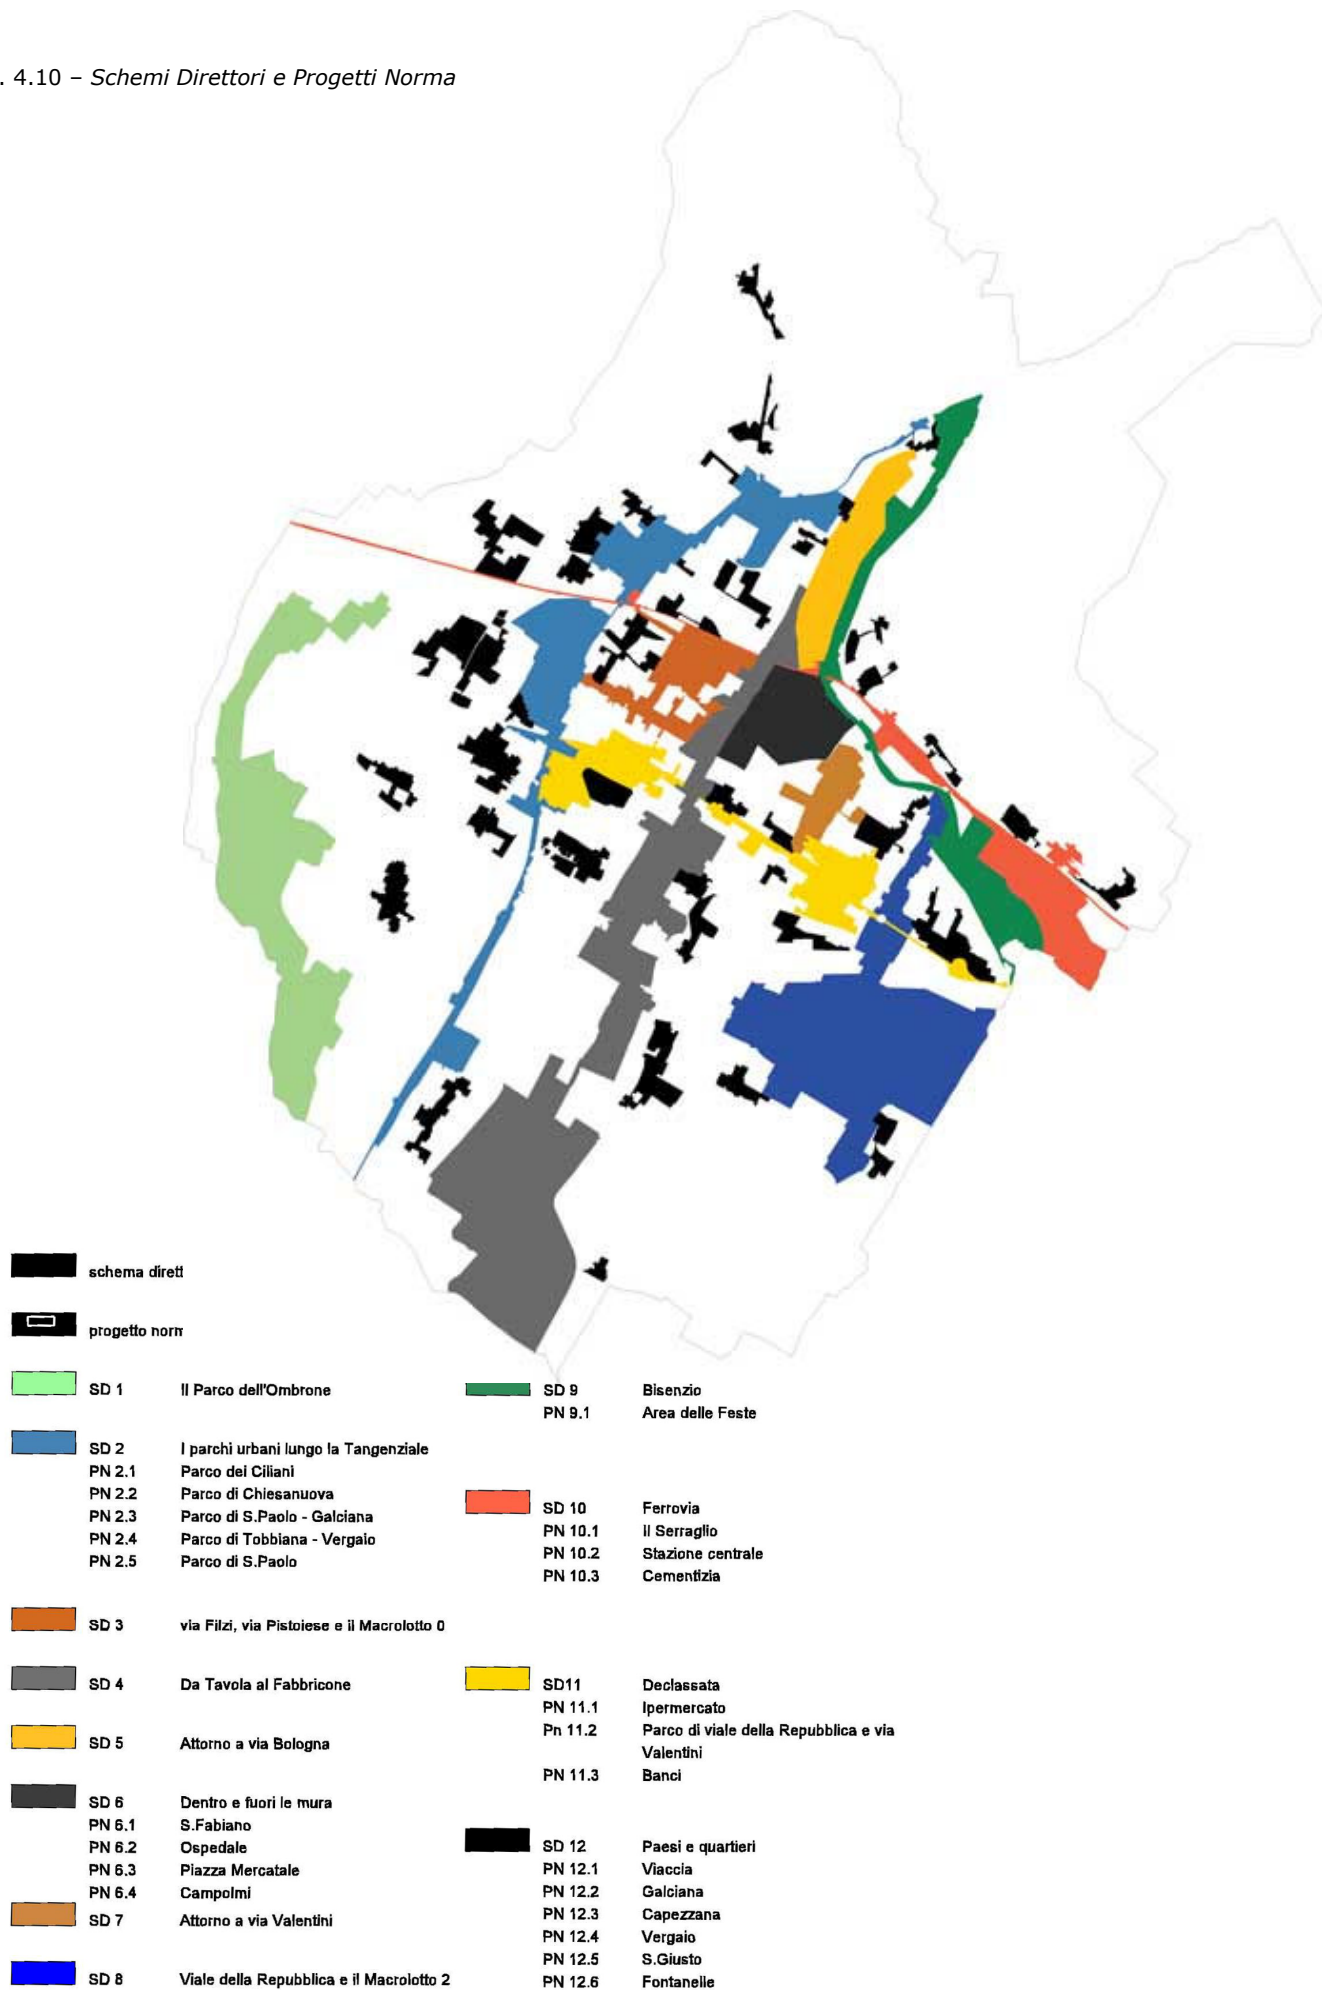 . 4.10 – Schemi Direttori e Progetti Norma
schema dirett
progetto norm
SD 1 Il Parco dell'Ombrone
SD 2 I parchi urbani lungo la Tangenziale
PN 2.1 Parco dei Ciliani
PN 2.2 Parco di Chiesanuova
PN 2.3 Parco di S.Paolo - Galciana
PN 2.4 Parco di Tobbiana - Vergaio
PN 2.5 Parco di S.Paolo
SD 3 via Filzi, via Pistoiese e il Macrolotto 0
SD 4 Da Tavola al Fabbricone
SD 5 Attorno a via Bologna
SD 6 Dentro e fuori le mura
PN 6.1 S.Fabiano
PN 6.2 Ospedale
PN 6.3 Piazza Mercatale
PN 6.4 Campolmi
SD 7 Attorno a via Valentini
SD 8 Viale della Repubblica e il Macrolotto 2
SD 9 Bisenzio
PN 9.1 Area delle Feste
SD 10 Ferrovia
PN 10.1 Il Serraglio
PN 10.2 Stazione centrale
PN 10.3 Cementizia
SD11 Declassata
PN 11.1 Ipermercato
Pn 11.2 Parco di viale della Repubblica e via
Valentini
PN 11.3 Banci
SD 12 Paesi e quartieri
PN 12.1 Viaccia
PN 12.2 Galciana
PN 12.3 Capezzana
PN 12.4 Vergaio
PN 12.5 S.Giusto
PN 12.6 Fontanelle